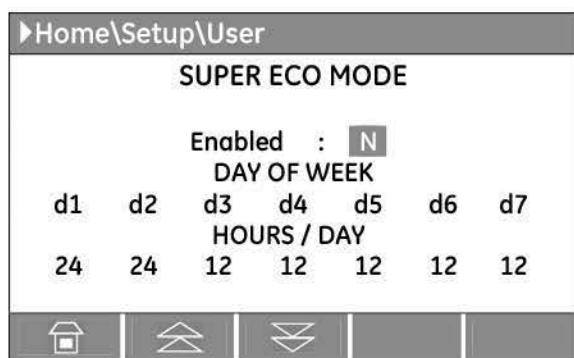 Home\Setup\User
SUPER ECO MODE
Enabled : N
DAY OF WEEK
d1 d2 d3 d4 d5 d6 d7
HOURS / DAY
24 24 12 12 12 12 12